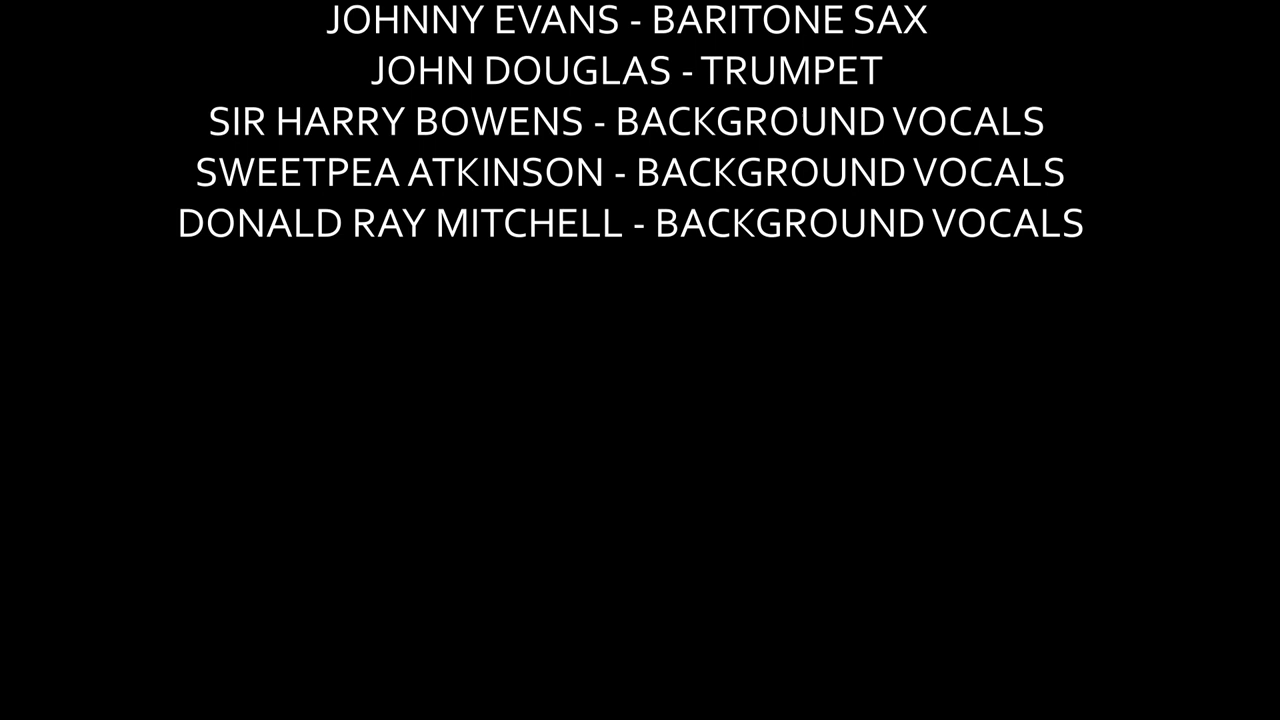 JOHNNY EVANS - BARITONE SAX
JOHN DOUGLAS - TRUMPET
SIR HARRY BOWENS - BACKGROUND VOCALS
SWEETPEA ATKINSON - BACKGROUND VOCALS
DONALD RAY MITCHELL - BACKGROUND VOCALS